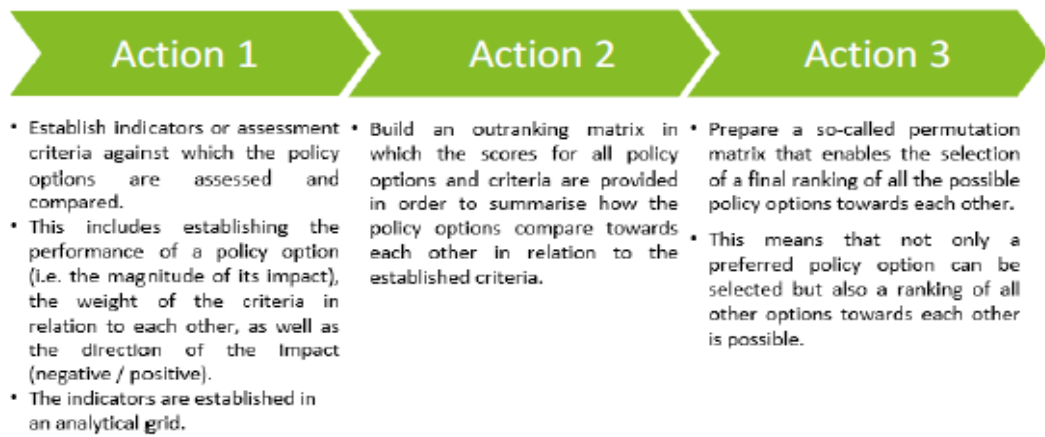 Action 1
Action 2
Action 3
• Establish indicators or assessment
criteria against which the policy
options are assessed and
compared.
• This includes establishing the
performance of a policy option
(i.e. the magnitude of its impact),
the weight of the criteria in
relation to each other, as well as
the direction of the impact
(negative / positive).
• The indicators are established in
an analytical grid.
• Build an outranking matrix in
which the scores for all policy
options and criteria are provided
in order to summarise how the
policy options compare towards
each other in relation to the
established criteria.
• Prepare a so-called permutation
matrix that enables the selection
of a final ranking of all the possible
policy options towards each other.
• This means that not only a
preferred policy option can be
selected but also a ranking of all
other options towards each other
is possible.